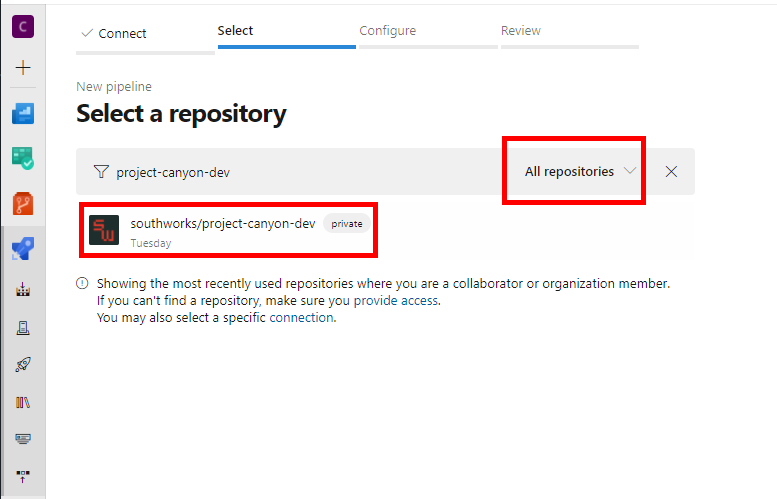 C
Connect
Select
Configure
Review
New pipeline
Select a repository
project-canyon-dev
All repositories
SW
southworks/project-canyon-dev
private
Tuesday
Showing the most recently used repositories where you are a collaborator or organization member.
If you can't find a repository, make sure you provide access.
You may also select a specific connection.